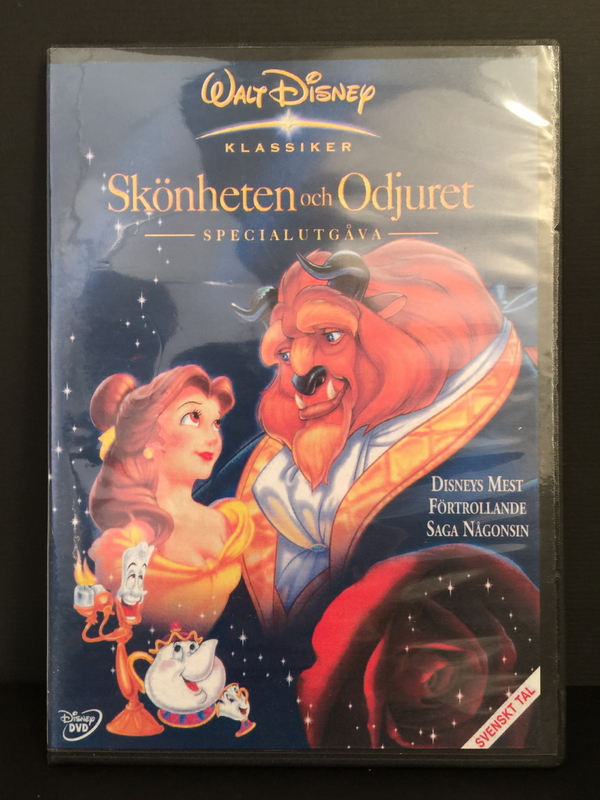 WALT DISNEY
KLASSIKER
Skönheten och Odjuret
SPECIALUTGÅVA
DISNEYS MEST
FÖRTROLLANDE
SAGA NÅGONSIN
Disney
DVD
SVENSKT TAL